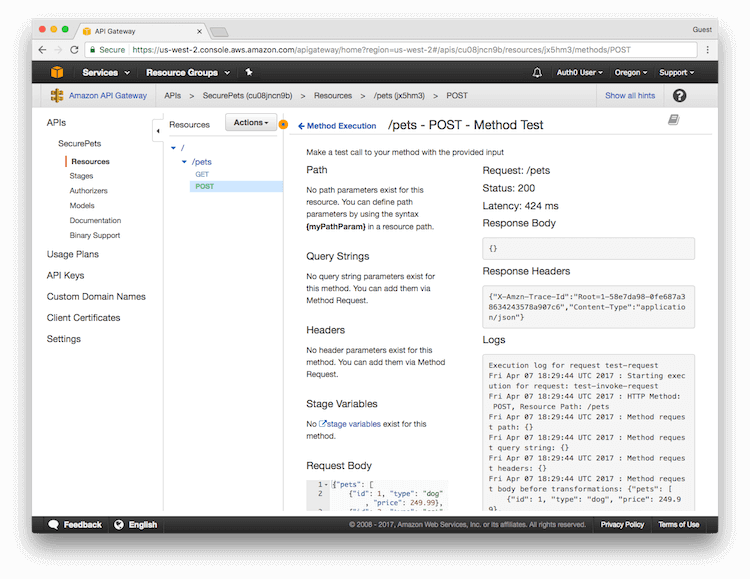 API Gateway
Guest
Secure
https://us-west-2.console.aws.amazon.com/apigateway/home?region=us-west-2#/apis/cu08jncn9b/resources/jx5hm3/methods/POST
Services
Resource Groups
Auth0 User
Oregon
Support
Amazon API Gateway
APIs > SecurePets (cu08jncn9b) > Resources > /pets (jx5hm3) > POST
Show all hints
?
APIs
SecurePets
Resources
Stages
Authorizers
Models
Documentation
Binary Support
Usage Plans
API Keys
Custom Domain Names
Client Certificates
Settings
Resources
Actions
/
/pets
GET
POST
Method Execution
/pets - POST - Method Test
Make a test call to your method with the provided input
Path
No path parameters exist for this
resource. You can define path
parameters by using the syntax
{myPathParam} in a resource path.
Query Strings
No query string parameters exist for
this method. You can add them via
Method Request.
Headers
No header parameters exist for this
method. You can add them via Method
Request.
Stage Variables
No stage variables exist for this
method.
Request Body
1 {"pets": [
2 {"id": 1, "type": "dog"
, "price": 249.99},
Request: /pets
Status: 200
Latency: 424 ms
Response Body
{}
Response Headers
{"X-Amzn-Trace-Id":"Root=1-58e7da98-0fe687a3
8634243578a907c6","Content-Type":"applicatio
n/json"}
Logs
Execution log for request test-request
Fri Apr 07 18:29:44 UTC 2017 : Starting exec
ution for request: test-invoke-request
Fri Apr 07 18:29:44 UTC 2017 : HTTP Method:
POST, Resource Path: /pets
Fri Apr 07 18:29:44 UTC 2017 : Method reques
t path: {}
Fri Apr 07 18:29:44 UTC 2017 : Method reques
t query string: {}
Fri Apr 07 18:29:44 UTC 2017 : Method reques
t headers: {}
Fri Apr 07 18:29:44 UTC 2017 : Method reques
t body before transformations: {"pets": [
{"id": 1, "type": "dog", "price": 249.9
9},
Feedback
English
© 2008 - 2017, Amazon Web Services, Inc. or its affiliates. All rights reserved.
Privacy Policy
Terms of Use